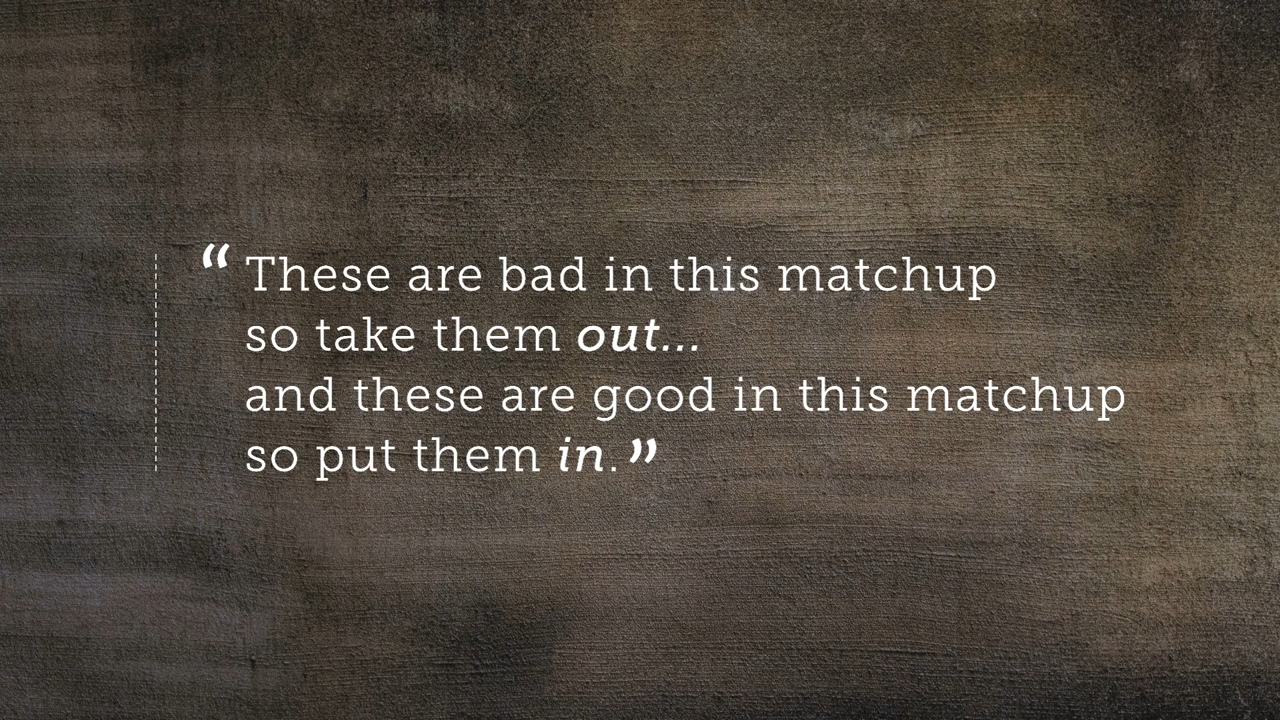 “These are bad in this matchup
so take them out...
and these are good in this matchup
so put them in.”